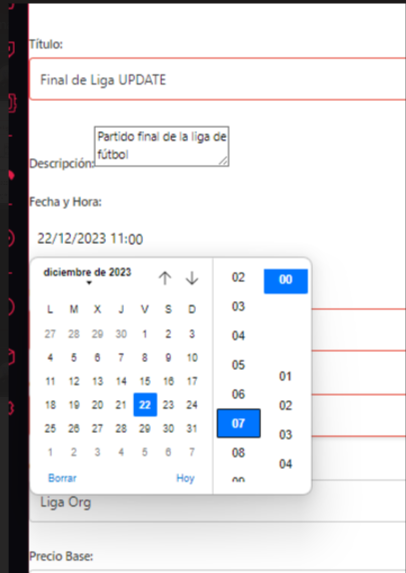 Título:
Final de Liga UPDATE
Partido final de la liga de
fútbol
Descripción:
Fecha y Hora:
22/12/2023 11:00
diciembre de 2023
L M X J V S D
27 28 29 30 1 2 3
4 5 6 7 8 9 10
11 12 13 14 15 16 17
18 19 20 21 22 23 24
25 26 27 28 29 30 31
1 2 3 4 5 6 7
Borrar Hoy
02 00
03
04
05
01
06
02
07
03
08
04
Liga Org
Precio Base: